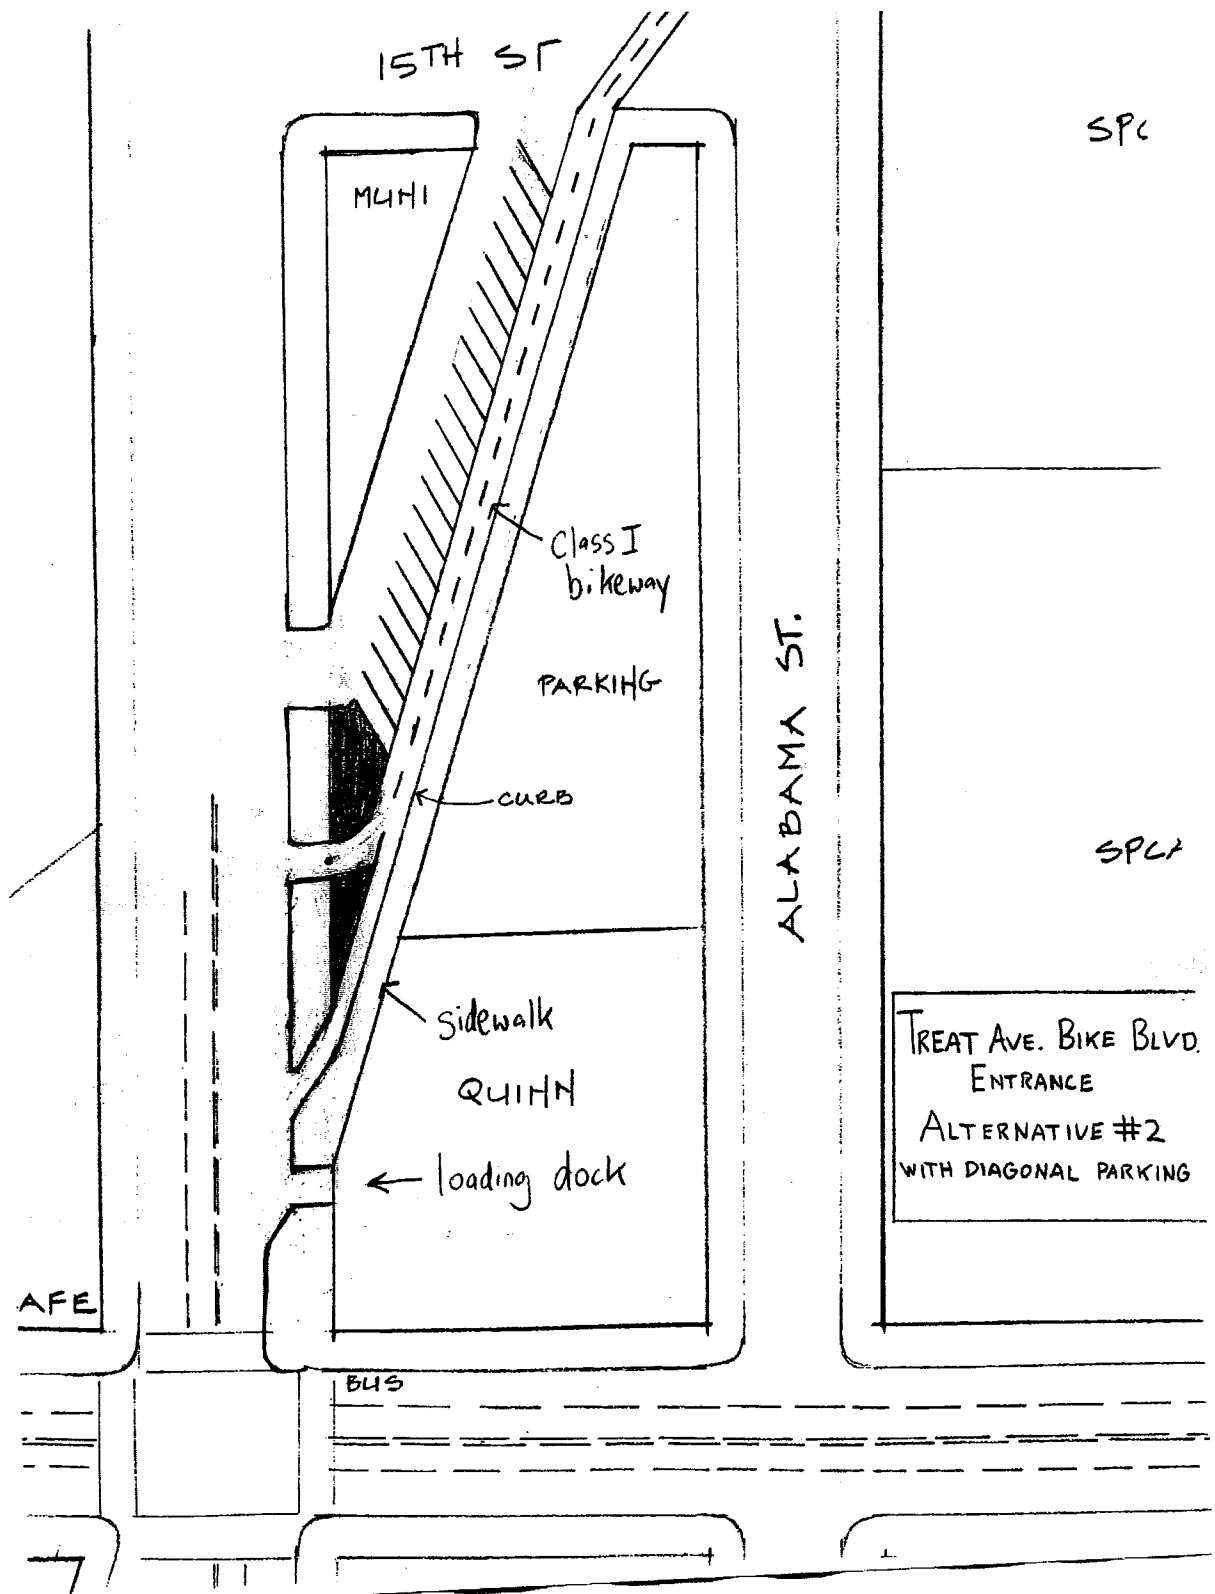 15TH ST
SPC
MUNI
Class I
bikeway
PARKING
ALABAMA ST.
CURB
SPCA
sidewalk
QUINN
loading dock
TREAT AVE. BIKE BLVD.
ENTRANCE
ALTERNATIVE #2
WITH DIAGONAL PARKING
AFE
BUS